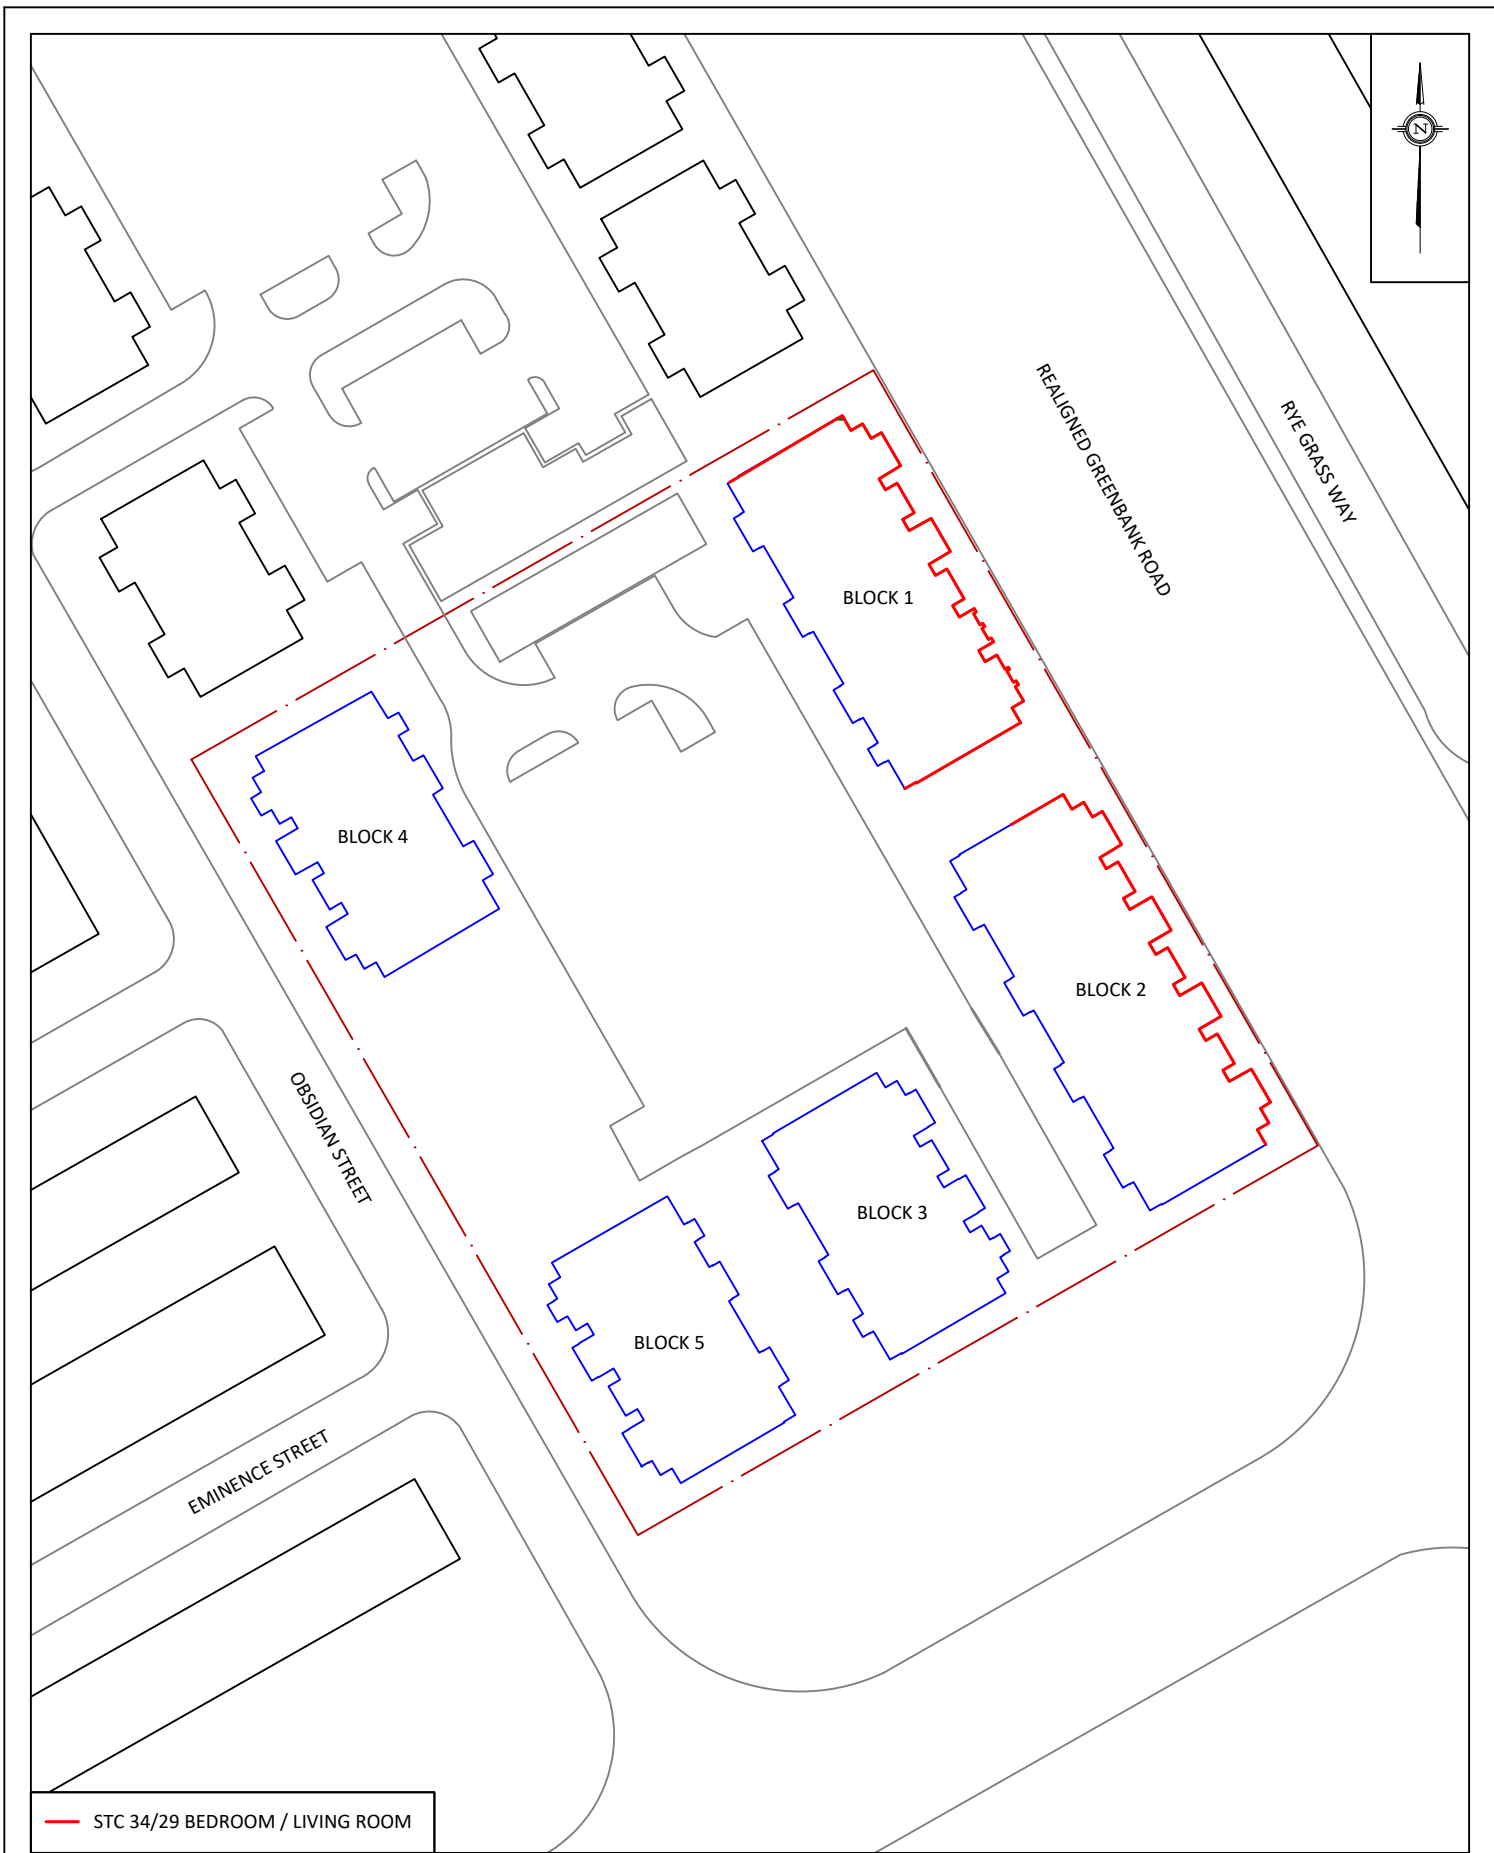 N
REALIGNED GREENBANK ROAD
RYE GRASS WAY
BLOCK 1
BLOCK 4
BLOCK 2
OBSIDIAN STREET
BLOCK 3
BLOCK 5
EMINENCE STREET
STC 34/29 BEDROOM / LIVING ROOM